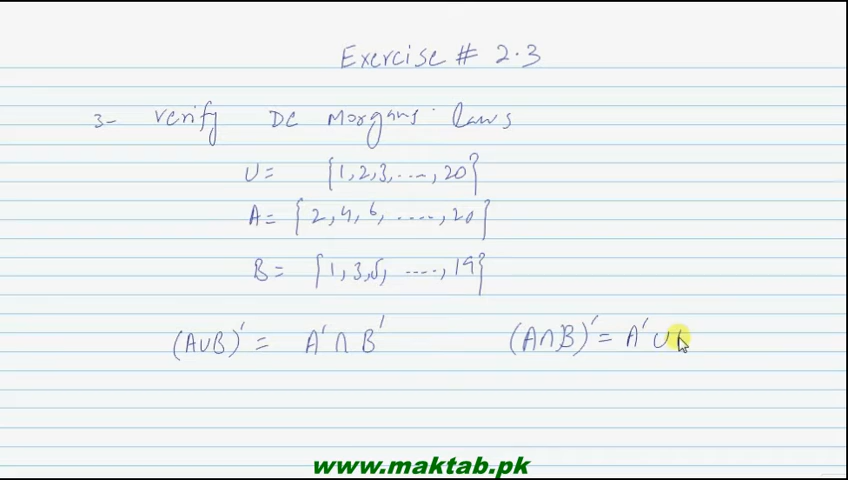 Exercise # 2.3
3- Verify De Morgans laws
U = {1,2,3,...,20}
A = {2,4,6,.....,20}
B = {1,3,5,....,19}
(A∪B)′ = A′ ∩ B′
(A∩B)′ = A′ ∪
www.maktab.pk